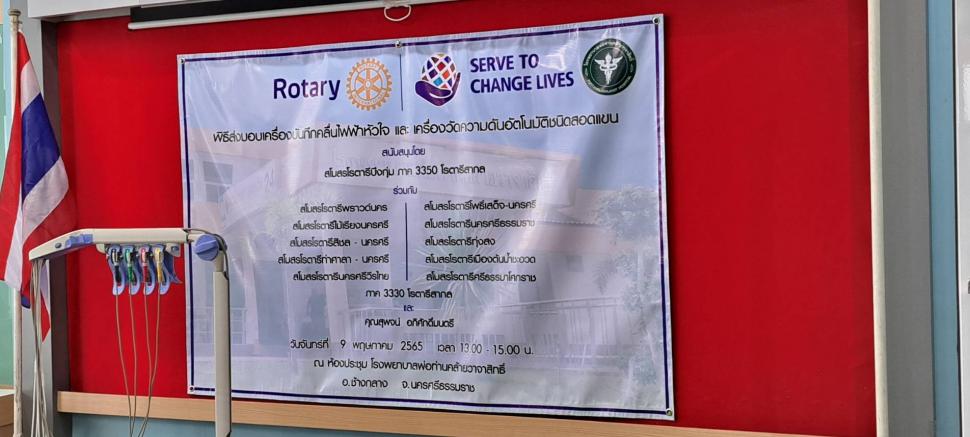 Rotary
SERVE TO
CHANGE LIVES
พิธีส่งมอบเครื่องบันทึกคลื่นไฟฟ้าหัวใจ และ เครื่องวัดความดันอัตโนมัติชนิดสอดแขน
สนับสนุนโดย
สโมสรโรตารีบึงกุ่ม ภาค 3350 โรตารีสากล
ร่วมกับ
สโมสรโรตารีพราวด์นคร
สโมสรโรตารีไม้เรียงนครศรี
สโมสรโรตารีสิชล - นครศรี
สโมสรโรตารีท่าศาลา - นครศรี
สโมสรโรตารีนครศรีวีรไทย
สโมสรโรตารีโพธิ์เสด็จ-นครศรี
สโมสรโรตารีนครศรีธรรมราช
สโมสรโรตารีทุ่งสง
สโมสรโรตารีเมืองต้นน้ำชะอวด
สโมสรโรตารีศรีธรรมาโศกราช
ภาค 3330 โรตารีสากล
และ
คุณสุพจน์ อภิศักดิ์มนตรี
วันจันทร์ที่ 9 พฤษภาคม 2565 เวลา 13.00 - 15.00 น.
ณ ห้องประชุม โรงพยาบาลพ่อท่านคล้ายวาจาสิทธิ์
อ.ช้างกลาง จ.นครศรีธรรมราช